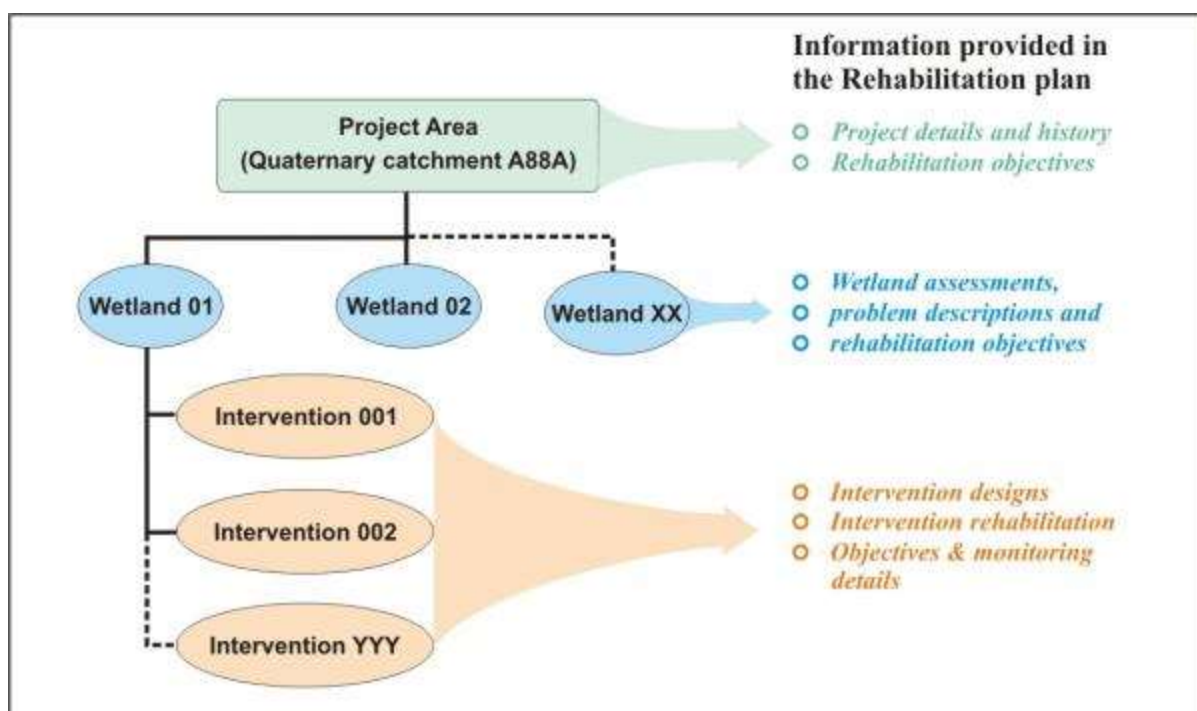 Information provided in
the Rehabilitation plan
Project Area
(Quaternary catchment A88A)
Project details and history
Rehabilitation objectives
Wetland 01
Wetland 02
Wetland XX
Wetland assessments,
problem descriptions and
rehabilitation objectives
Intervention 001
Intervention 002
Intervention YYY
Intervention designs
Intervention rehabilitation
Objectives & monitoring
details